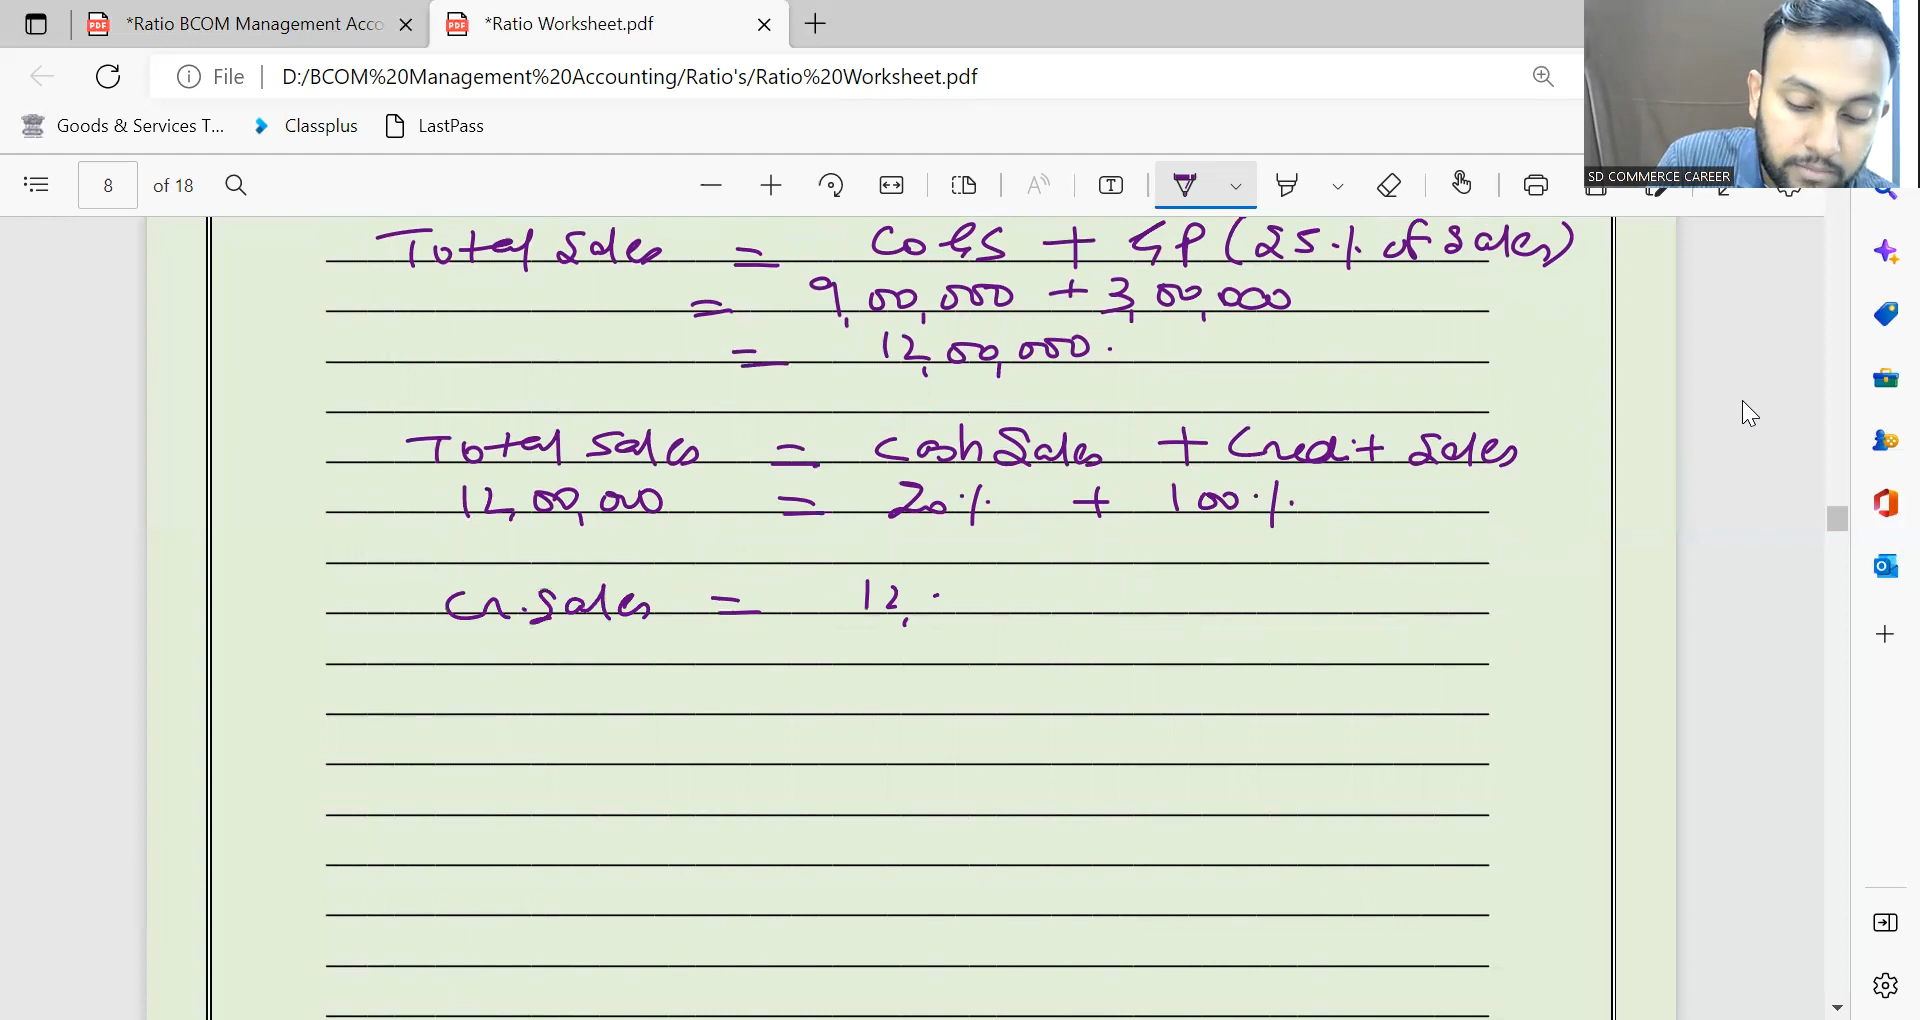 *Ratio BCOM Management Acco
*Ratio Worksheet.pdf
File
D:/BCOM%20Management%20Accounting/Ratio's/Ratio%20Worksheet.pdf
Goods & Services T...
Classplus
LastPass
8 of 18
SD COMMERCE CAREER
Total Sales = COGS + GP (25% of Sales)
= 9,00,000 + 3,00,000
= 12,00,000.
Total Sales = Cash Sales + Credit Sales
12,00,000 = 20% + 100%
Cr. Sales = 12,